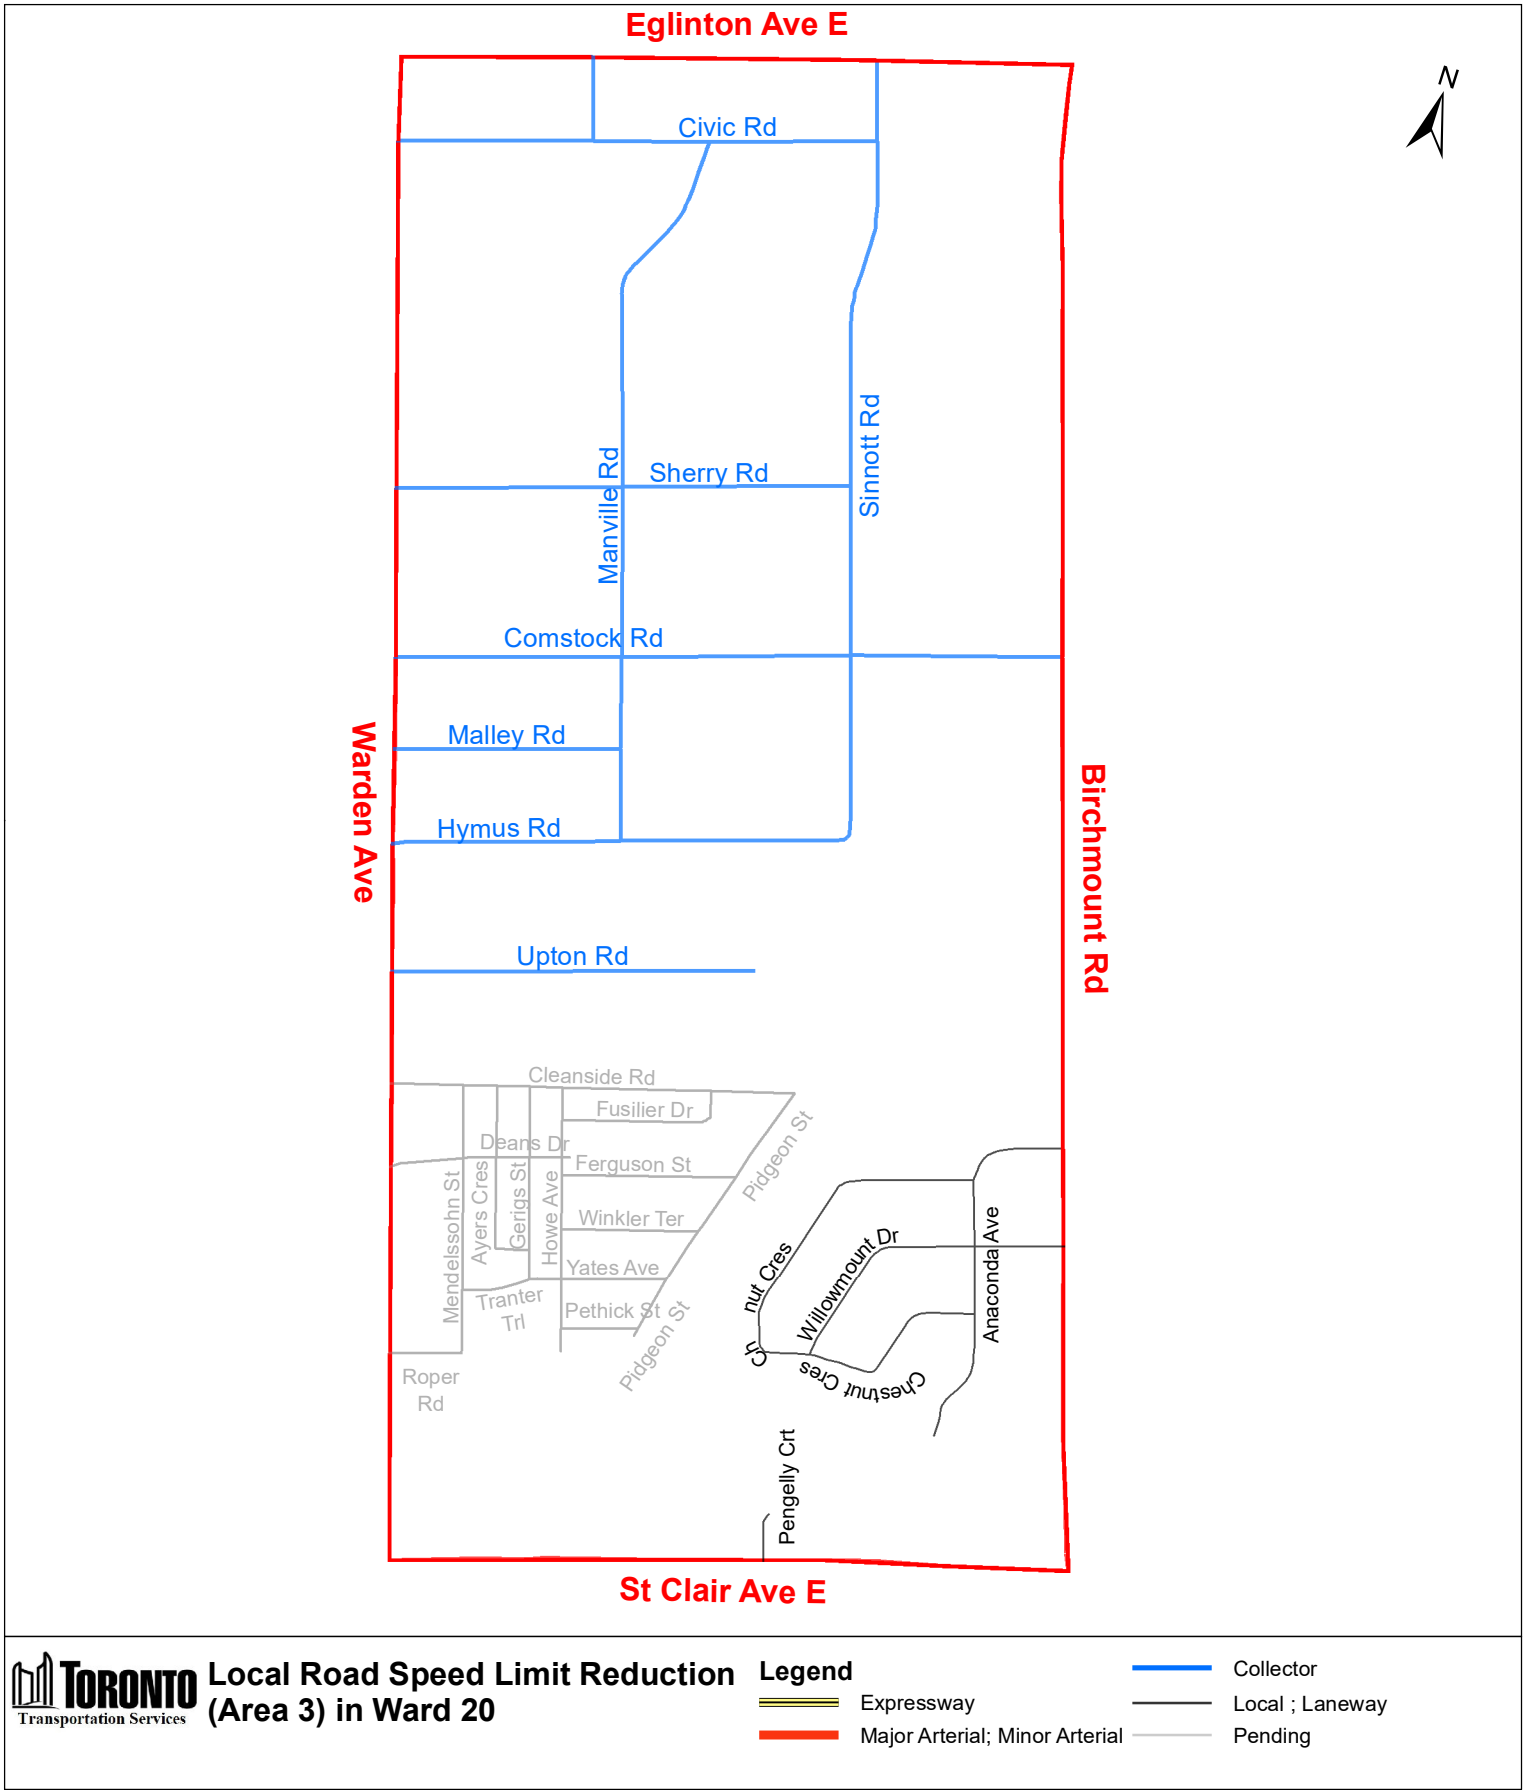 Eglinton Ave E
N
Civic Rd
Sinnott Rd
Manville Rd
Sherry Rd
Comstock Rd
Warden Ave
Malley Rd
Birchmount Rd
Hymus Rd
Upton Rd
Cleanside Rd
Fusilier Dr
Deans Dr
Pidgeon St
Ferguson St
Mendelssohn St
Ayers Cres
Gerigs St
Howe Ave
Winkler Ter
Anaconda Ave
Willowmount Dr
nut Cres
Ch
Yates Ave
Tranter
Trl
Pethick St
Pidgeon St
Chestnut Cres
Roper
Rd
Pengelly Crt
St Clair Ave E
TORONTO
Transportation Services
Local Road Speed Limit Reduction
(Area 3) in Ward 20
Legend
Expressway
Major Arterial; Minor Arterial
Collector
Local ; Laneway
Pending